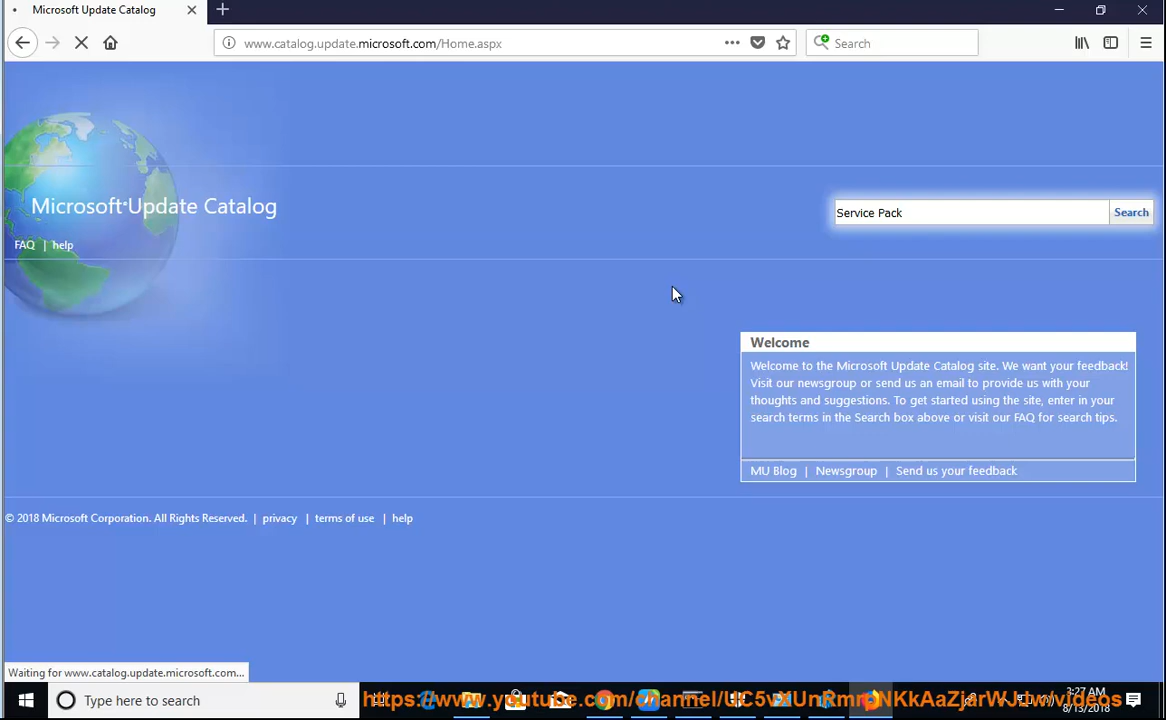 Microsoft Update Catalog
www.catalog.update.microsoft.com/Home.aspx
Search
Microsoft Update Catalog
Service Pack
Search
FAQ | help
Welcome
Welcome to the Microsoft Update Catalog site. We want your feedback!
Visit our newsgroup or send us an email to provide us with your
thoughts and suggestions. To get started using the site, enter in your
search terms in the Search box above or visit our FAQ for search tips.
MU Blog | Newsgroup | Send us your feedback
© 2018 Microsoft Corporation. All Rights Reserved. | privacy | terms of use | help
Waiting for www.catalog.update.microsoft.com...
Type here to search
3:27 AM
8/13/2018